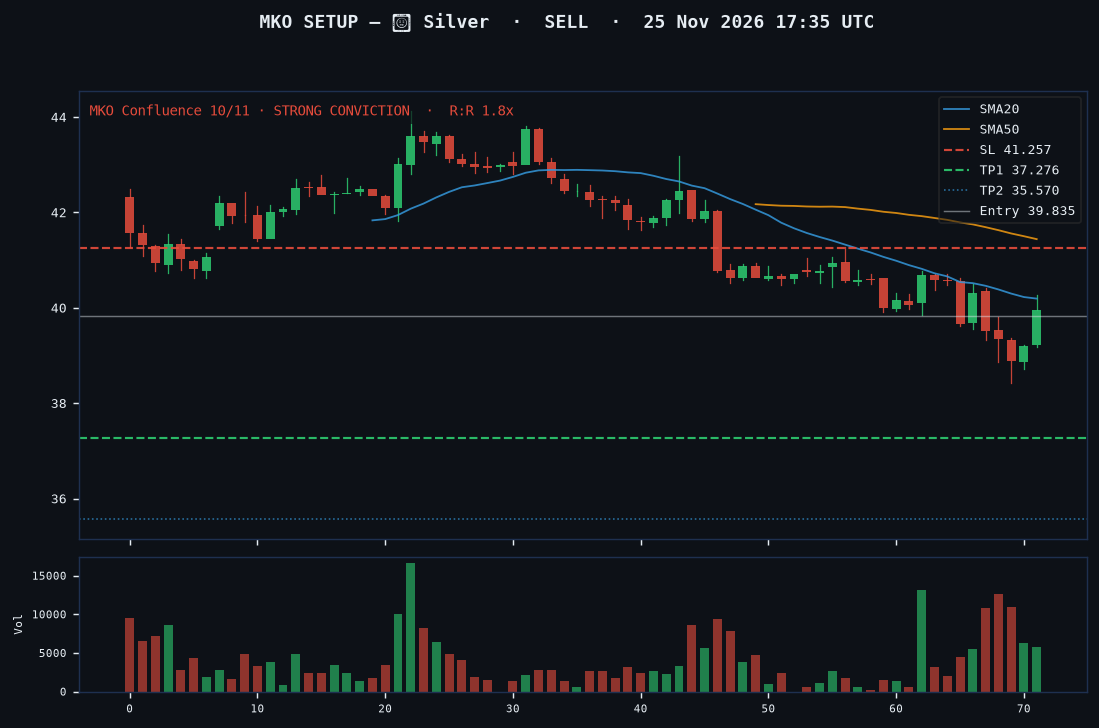 MKO SETUP — Silver · SELL · 25 Nov 2026 17:35 UTC
MKO Confluence 10/11 · STRONG CONVICTION · R:R 1.8x
SMA20
SMA50
SL 41.257
TP1 37.276
TP2 35.570
Entry 39.835
44
42
40
38
36
15000
10000
5000
0
Vol
0 10 20 30 40 50 60 70